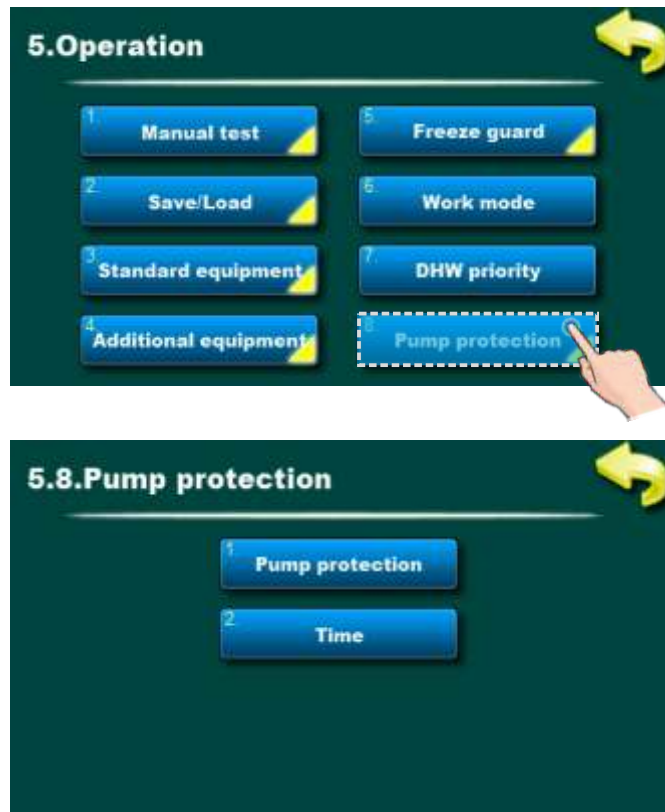 5.Operation
1. Manual test
5. Freeze guard
2. Save/Load
6. Work mode
3. Standard equipment
7. DHW priority
4. Additional equipment
8. Pump protection
5.8.Pump protection
1 Pump protection
2. Time